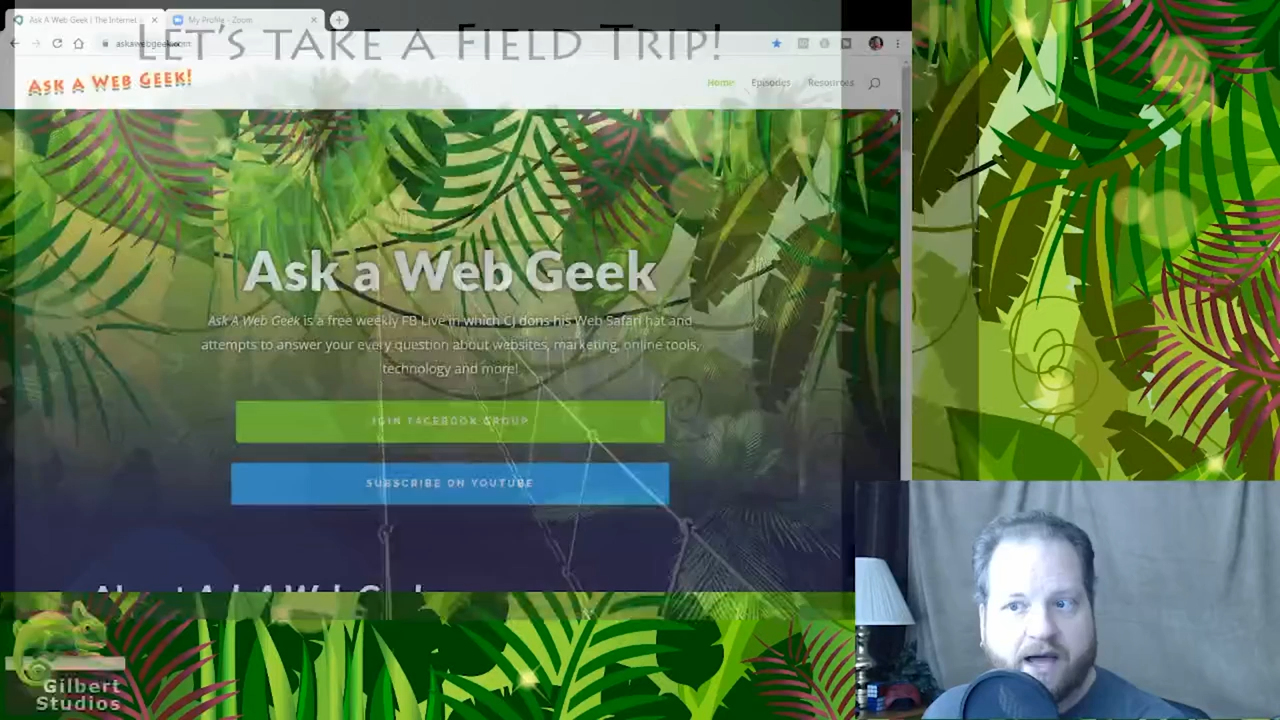 Ask A Web Geek | The Internet
My Profile - Zoom
LET'S TAKE A FIELD TRIP!
ASK A WEB GEEK!
Home Episodes Resources
Ask a Web Geek
Ask A Web Geek is a free weekly FB Live in which CJ dons his Web Safari hat and
attempts to answer your every question about websites, marketing, online tools,
technology and more!
JOIN FACEBOOK GROUP
SUBSCRIBE ON YOUTUBE
Gilbert
Studios